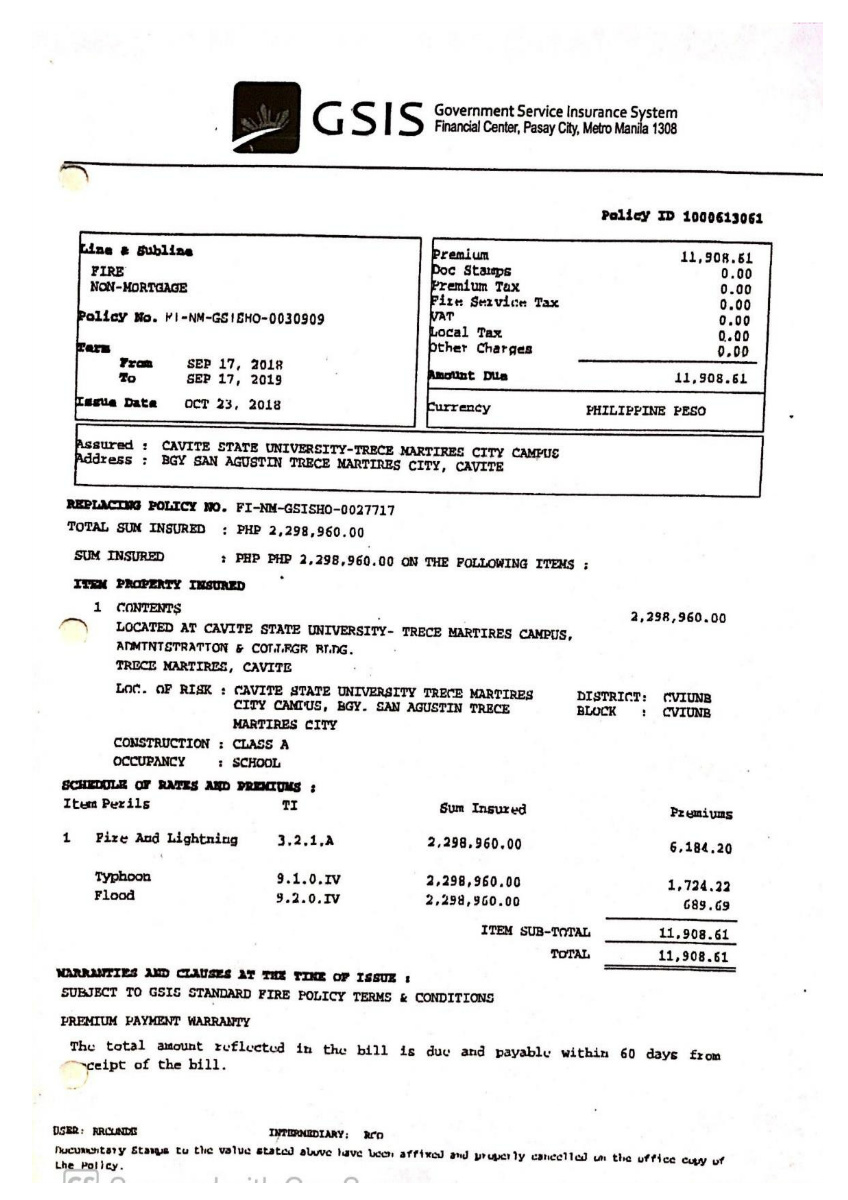 GSIS Government Service Insurance System
Financial Center, Pasay City, Metro Manila 1308
Policy ID 1000613061
Line & Subline
FIRE
NON-MORTGAGE
Policy No. FI-NM-GSISHO-0030909
Term
From SEP 17, 2018
To SEP 17, 2019
Issue Date OCT 23, 2018
Premium 11,908.61
Doc Stamps 0.00
Premium Tax 0.00
Fire Service Tax 0.00
VAT 0.00
Local Tax 0.00
Other Charges 0.00
Amount Due 11,908.61
Currency PHILIPPINE PESO
Assured : CAVITE STATE UNIVERSITY-TRECE MARTIRES CITY CAMPUS
Address : BGY SAN AGUSTIN TRECE MARTIRES CITY, CAVITE
REPLACING POLICY NO. FI-NM-GSISHO-0027717
TOTAL SUM INSURED : PHP 2,298,960.00
SUM INSURED : PHP PHP 2,298,960.00 ON THE FOLLOWING ITEMS :
ITEM PROPERTY INSURED
1 CONTENTS 2,298,960.00
LOCATED AT CAVITE STATE UNIVERSITY- TRECE MARTIRES CAMPUS,
ADMINISTRATION & COLLEGE BLDG.
TRECE MARTIRES, CAVITE
LOC. OF RISK : CAVITE STATE UNIVERSITY TRECE MARTIRES DISTRICT: CVIUNB
CITY CAMPUS, BGY. SAN AGUSTIN TRECE BLOCK : CVIUNB
MARTIRES CITY
CONSTRUCTION : CLASS A
OCCUPANCY : SCHOOL
SCHEDULE OF RATES AND PREMIUMS :
Item Perils TI Sum Insured Premiums
1 Fire And Lightning 3.2.1.A 2,298,960.00 6,184.20
Typhoon 9.1.0.IV 2,298,960.00 1,724.22
Flood 9.2.0.IV 2,298,960.00 689.69
ITEM SUB-TOTAL 11,908.61
TOTAL 11,908.61
WARRANTIES AND CLAUSES AT THE TIME OF ISSUE :
SUBJECT TO GSIS STANDARD FIRE POLICY TERMS & CONDITIONS
PREMIUM PAYMENT WARRANTY
The total amount reflected in the bill is due and payable within 60 days from
ceipt of the bill.
USER: INTERMEDIARY:
Documentary Stamps to the value stated above have been affixed and properly cancelled on the office copy of
the Policy.